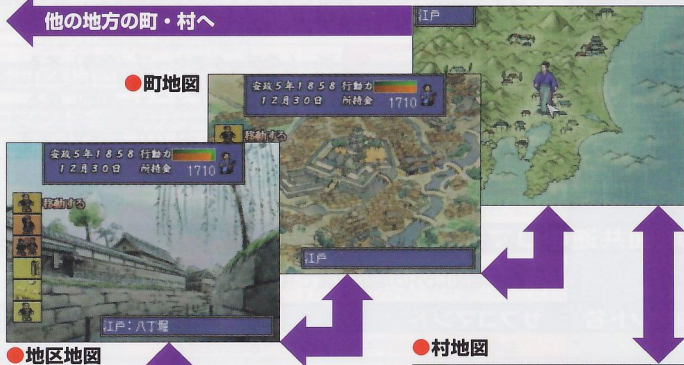 他の地方の町・村へ
江戸
●町地図
安政5年1858 行動力
12月30日 所持金 1710
移動する
江戸
安政5年1858 行動力
12月30日 所持金 1710
移動する
江戸:八丁堀
●地区地図
●村地図